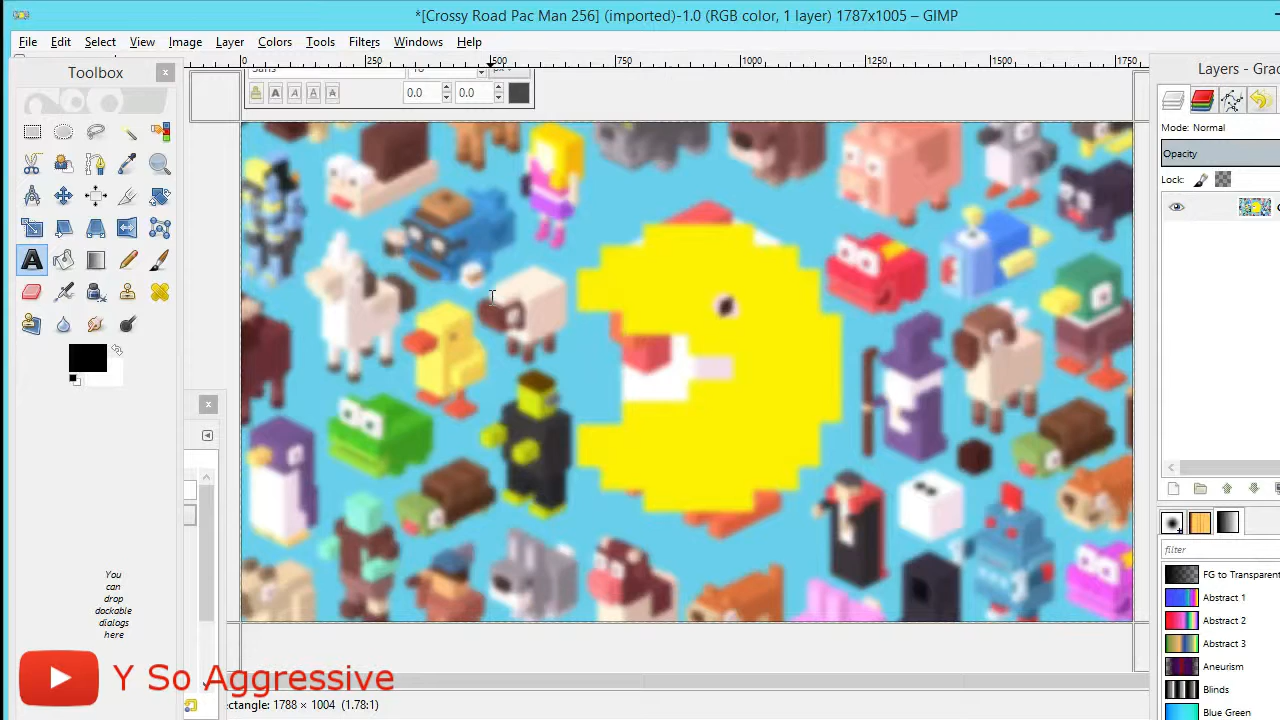 *[Crossy Road Pac Man 256] (imported)-1.0 (RGB color, 1 layer) 1787x1005 – GIMP
File Edit Select View Image Layer Colors Tools Filters Windows Help
Toolbox
Layers - Grad
0 250 500 750 1000 1250 1500 1750
0.0 0.0
Mode: Normal
Opacity
Lock:
A
You
can
drop
dockable
dialogs
here
filter
FG to Transparent
Abstract 1
Abstract 2
Abstract 3
Aneurism
Blinds
Blue Green
Y So Aggressive
ectangle: 1788 × 1004 (1.78:1)